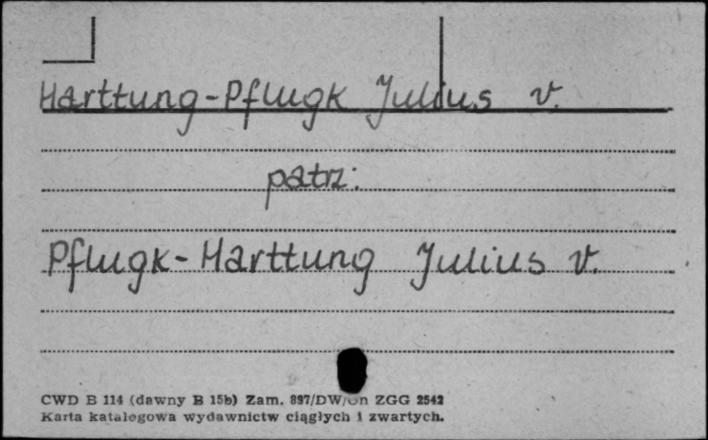 Harttung-Pflugk Julius v.
patrz:
Pflugk-Harttung Julius v.
CWD B 114 (dawny B 15b) Zam. 897/DW/Dn ZGG 2542
Karta katalogowa wydawnictw ciągłych i zwartych.